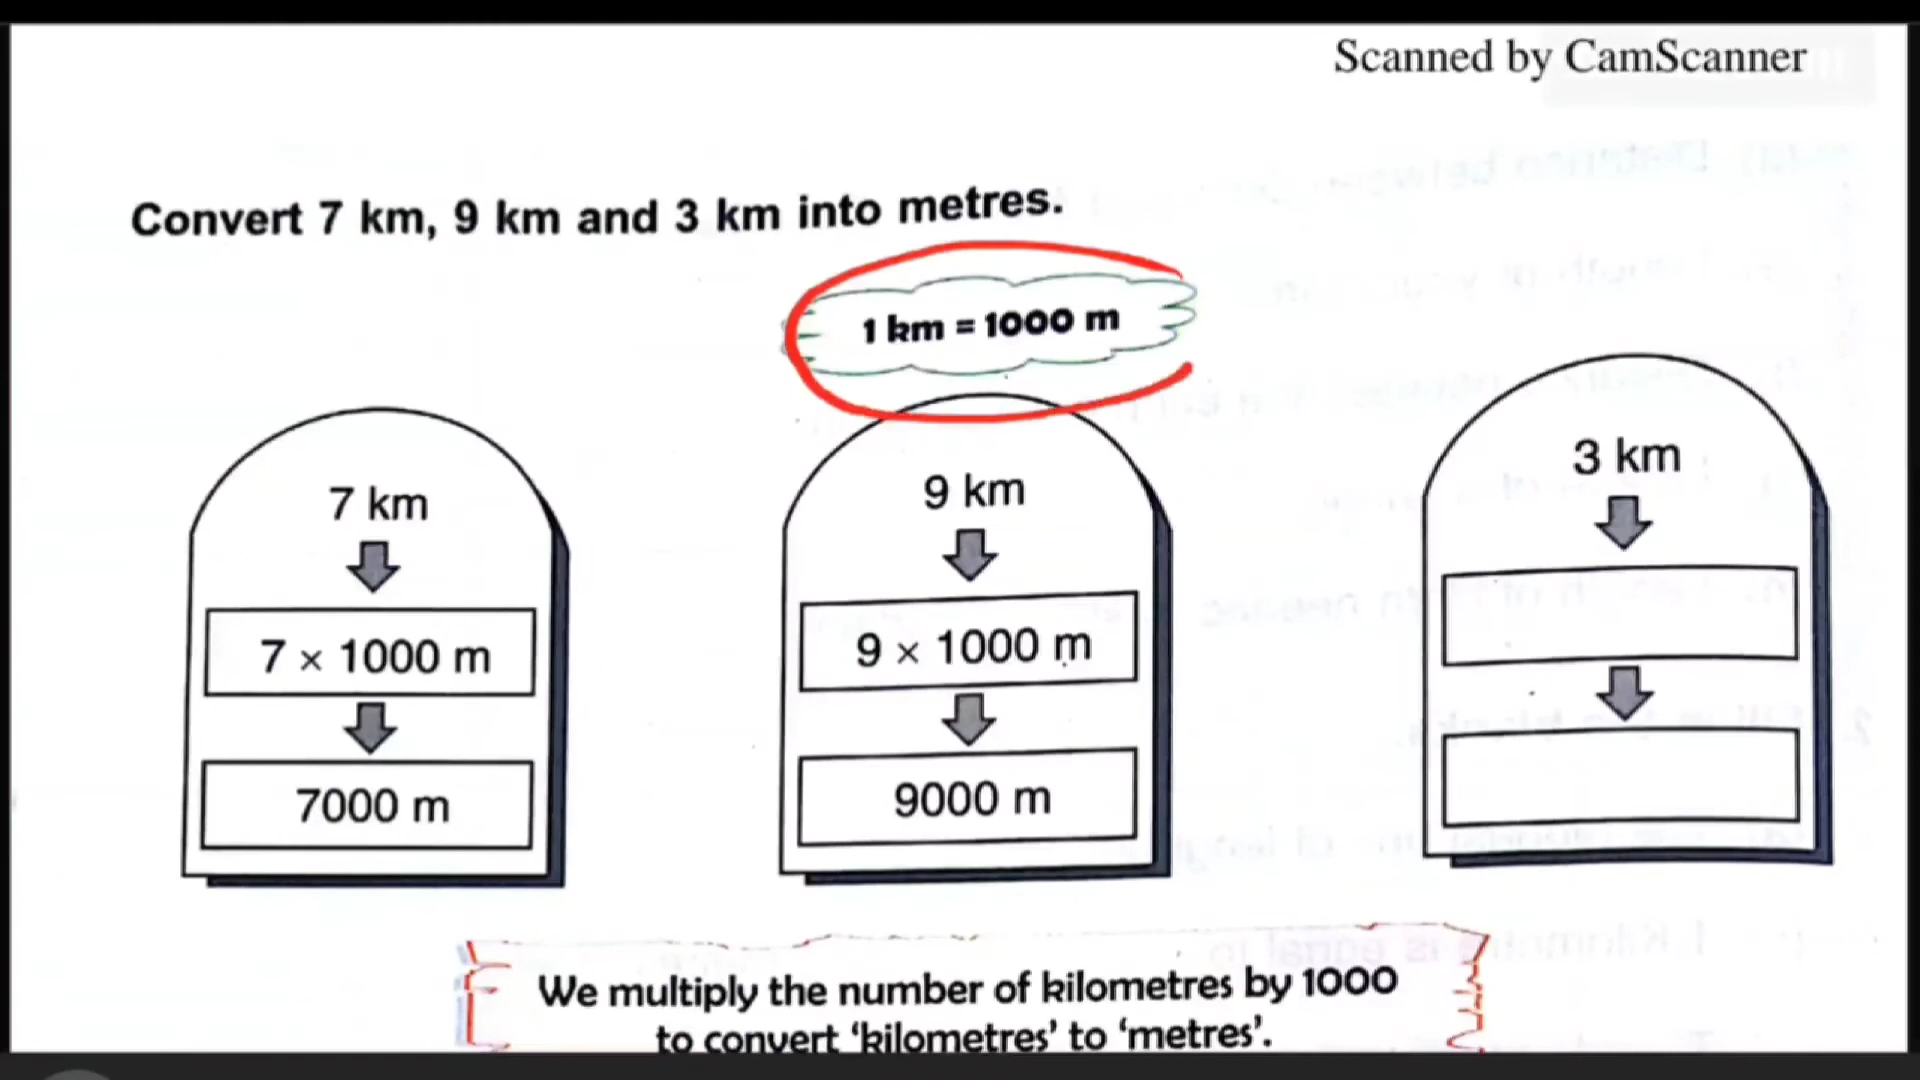 Scanned by CamScanner
Convert 7 km, 9 km and 3 km into metres.
1 km = 1000 m
7 km
7 × 1000 m
7000 m
9 km
9 × 1000 m
9000 m
3 km
We multiply the number of kilometres by 1000
to convert ‘kilometres’ to ‘metres’.